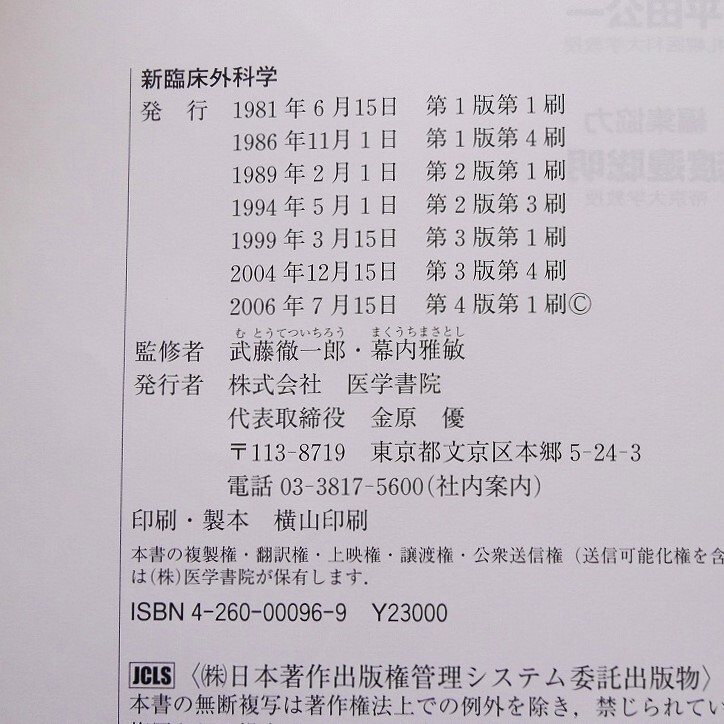 新臨床外科学
発　行　1981年6月15日　第1版第1刷
1986年11月1日　第1版第4刷
1989年2月1日　第2版第1刷
1994年5月1日　第2版第3刷
1999年3月15日　第3版第1刷
2004年12月15日　第3版第4刷
2006年7月15日　第4版第1刷Ⓒ
むとうてついちろう　まくうちまさとし
監修者　武藤徹一郎・幕内雅敏
発行者　株式会社　医学書院
代表取締役　金原　優
〒113-8719　東京都文京区本郷5-24-3
電話 03-3817-5600（社内案内）
印刷・製本　横山印刷
本書の複製権・翻訳権・上映権・譲渡権・公衆送信権（送信可能化権を含
は（株）医学書院が保有します．
ISBN 4-260-00096-9　Y23000
JCLS〈㈱日本著作出版権管理システム委託出版物〉
本書の無断複写は著作権法上での例外を除き，禁じられてい